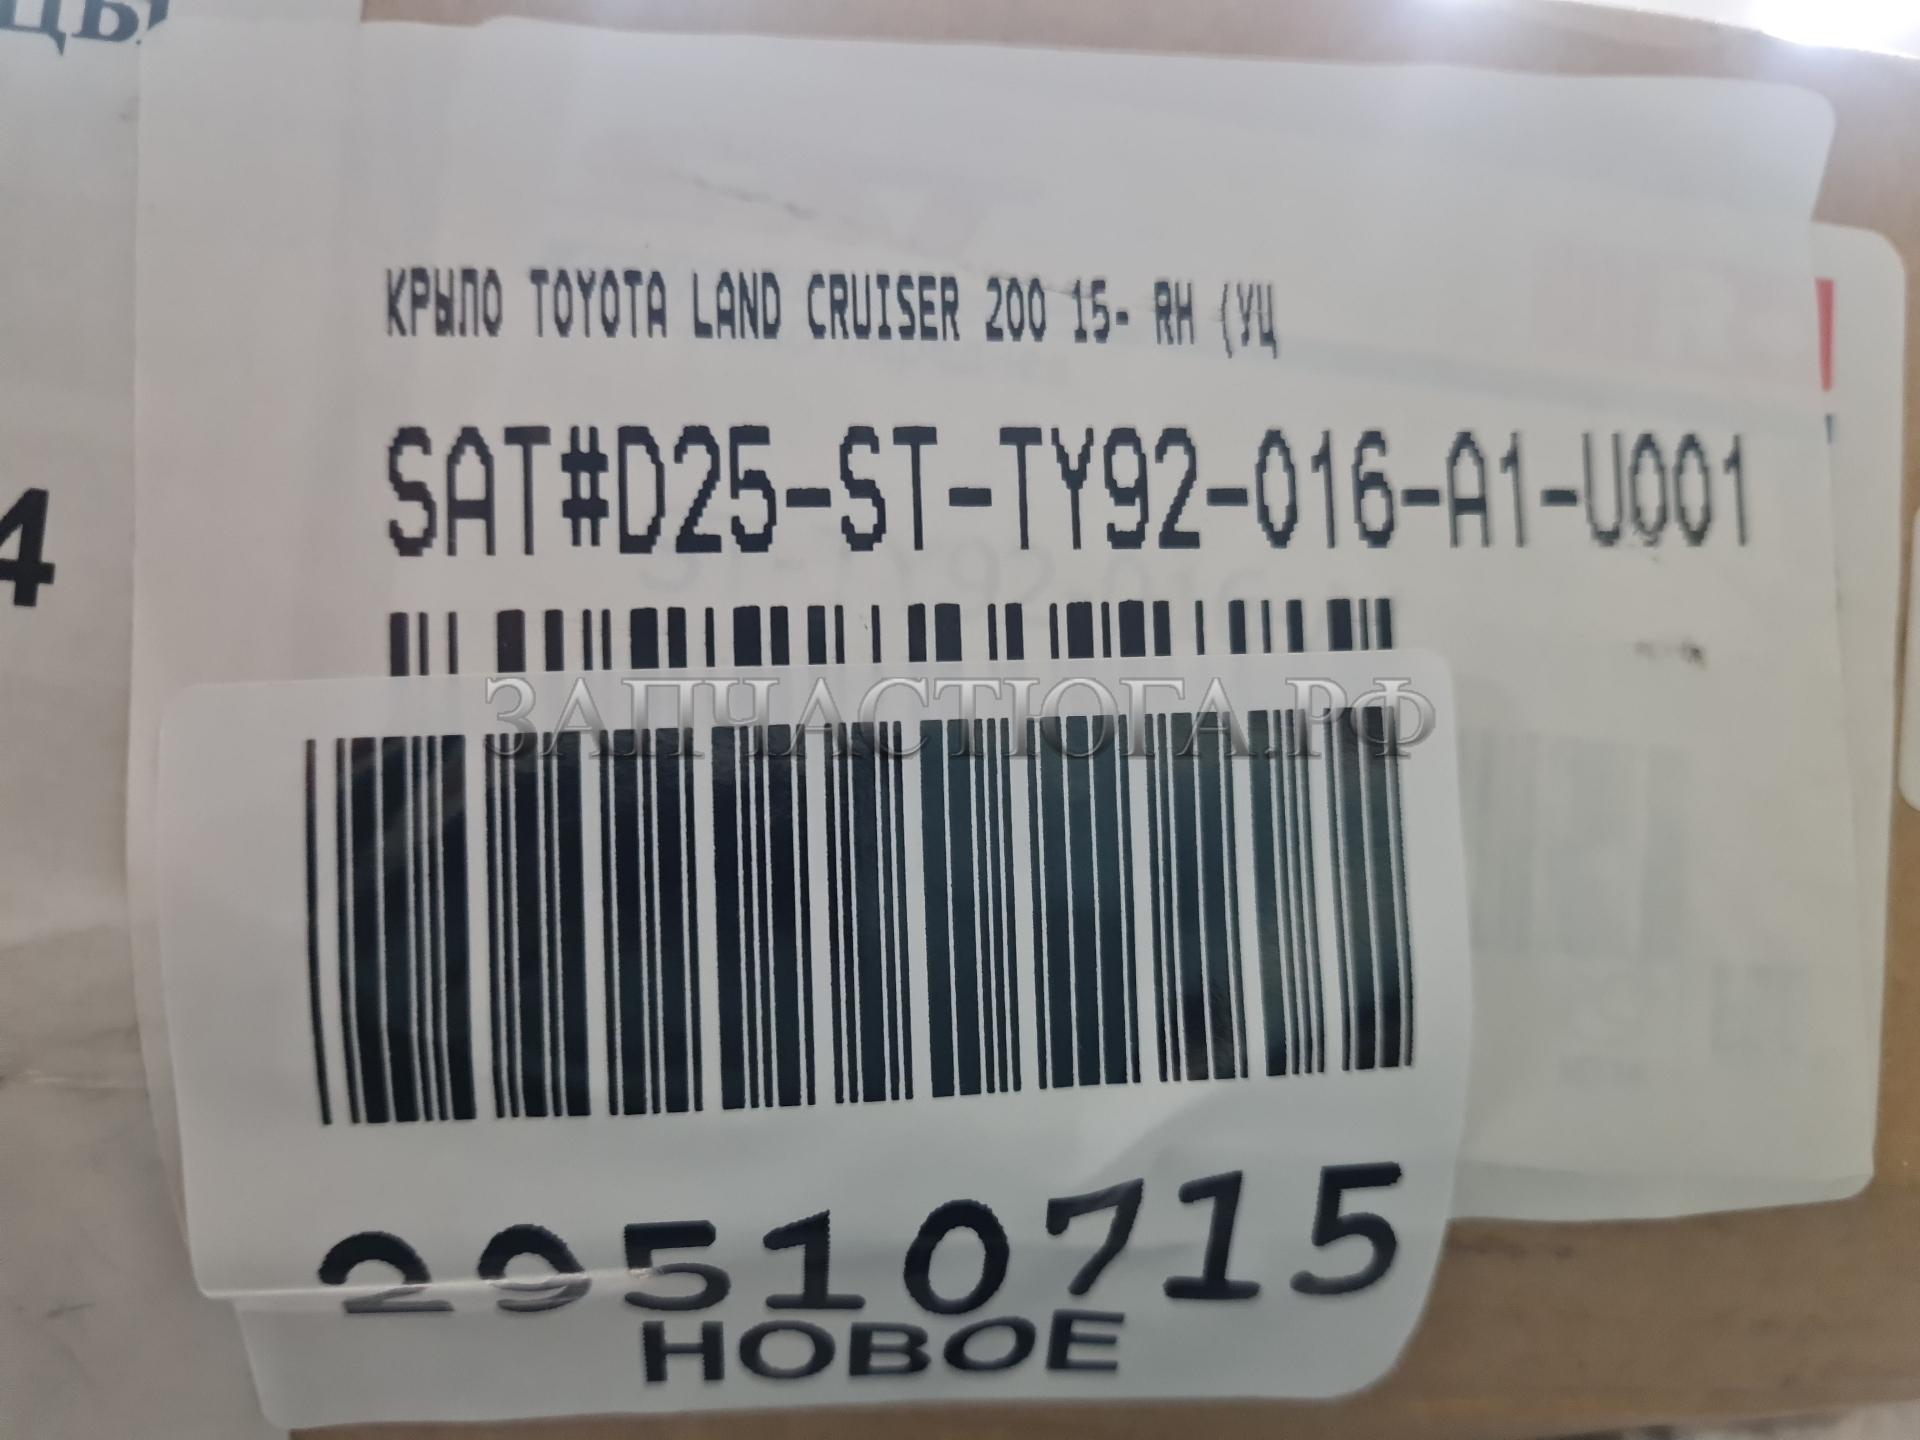 КРЫЛО TOYOTA LAND CRUISER 200 15- RH (УЦ
SAT#D25-ST-TY92-016-A1-U001
ЗАПЧАСТЮГА.РФ
29510715
НОВОЕ
4